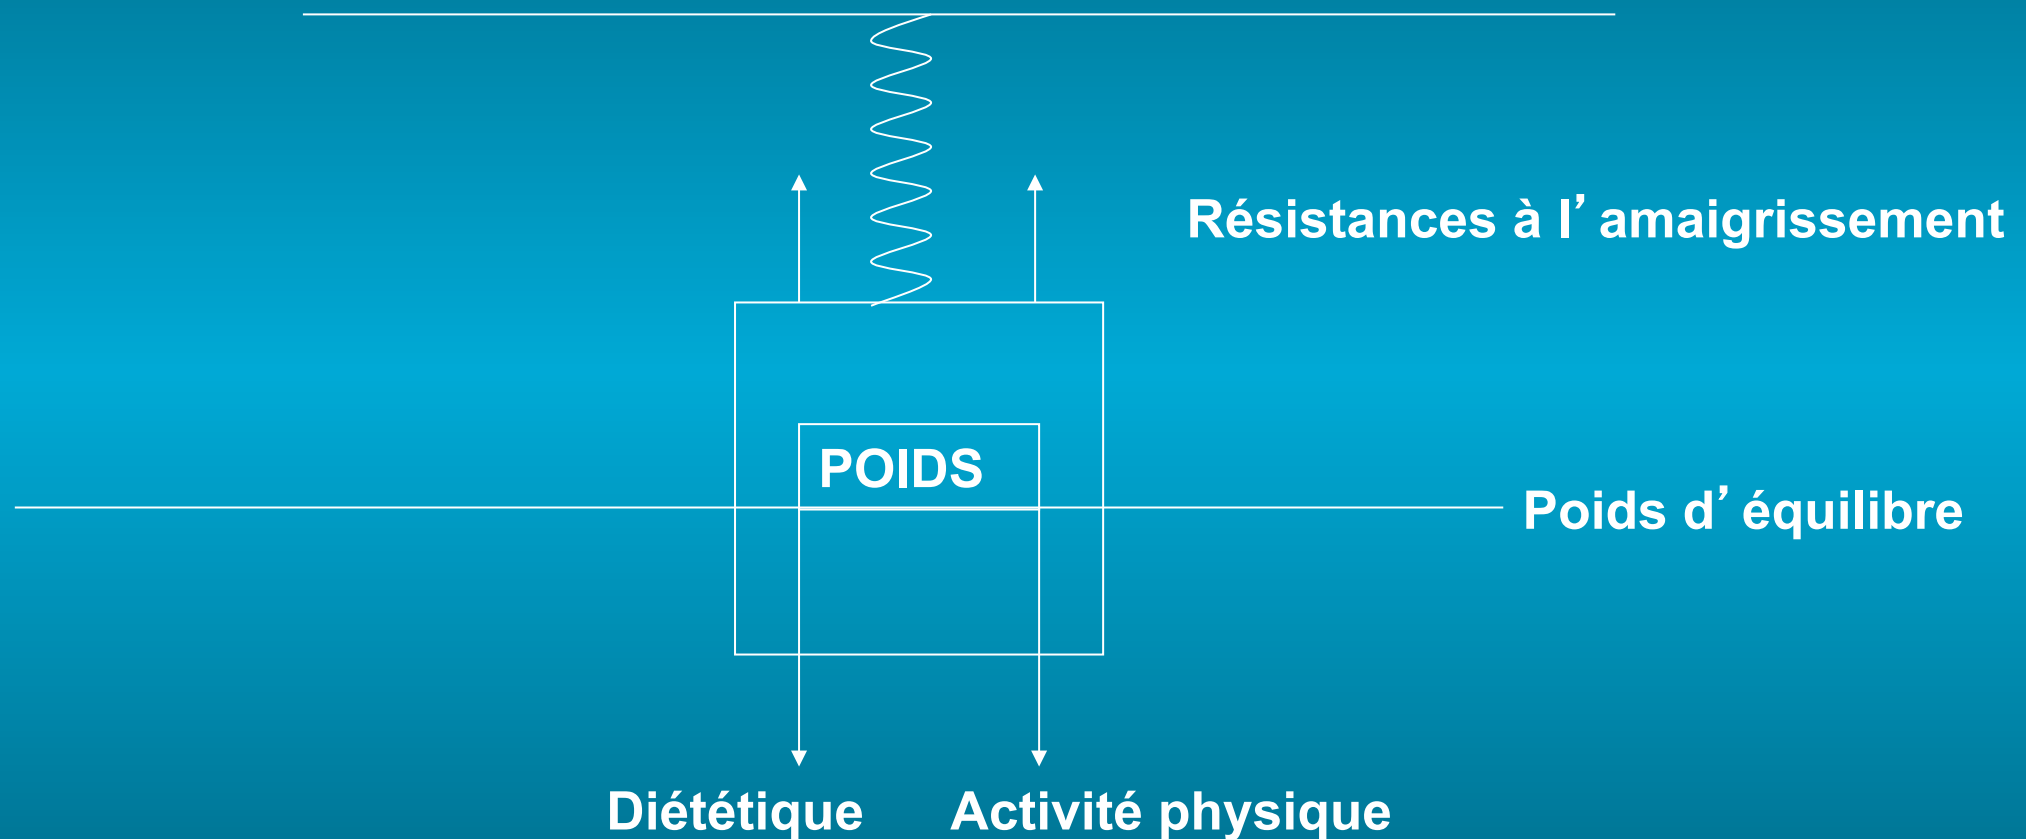 Résistances à l’amaigrissement
POIDS
Poids d’équilibre
Diététique
Activité physique